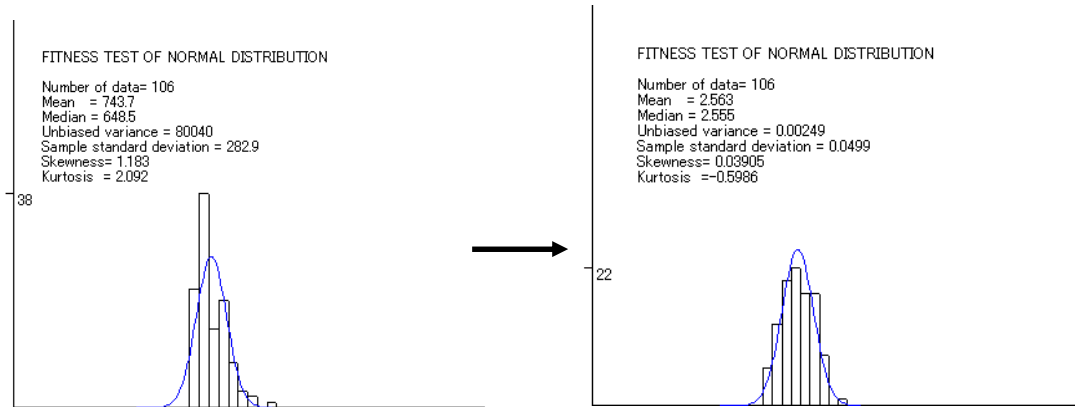 FITNESS TEST OF NORMAL DISTRIBUTION
Number of data= 106
Mean = 743.7
Median = 648.5
Unbiased variance = 80040
Sample standard deviation = 282.9
Skewness= 1.183
Kurtosis = 2.092
38
FITNESS TEST OF NORMAL DISTRIBUTION
Number of data= 106
Mean = 2.563
Median = 2.555
Unbiased variance = 0.00249
Sample standard deviation = 0.0499
Skewness= 0.03905
Kurtosis =-0.5986
22